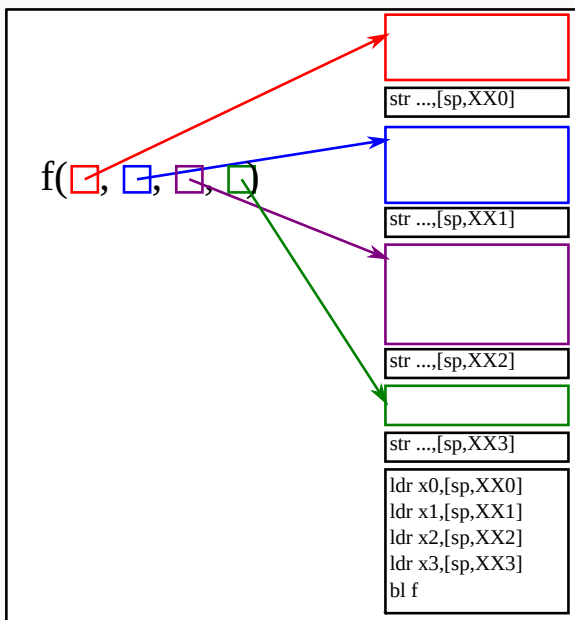 f( , , , )
str ...,[sp,XX0]
str ...,[sp,XX1]
str ...,[sp,XX2]
str ...,[sp,XX3]
ldr x0,[sp,XX0]
ldr x1,[sp,XX1]
ldr x2,[sp,XX2]
ldr x3,[sp,XX3]
bl f